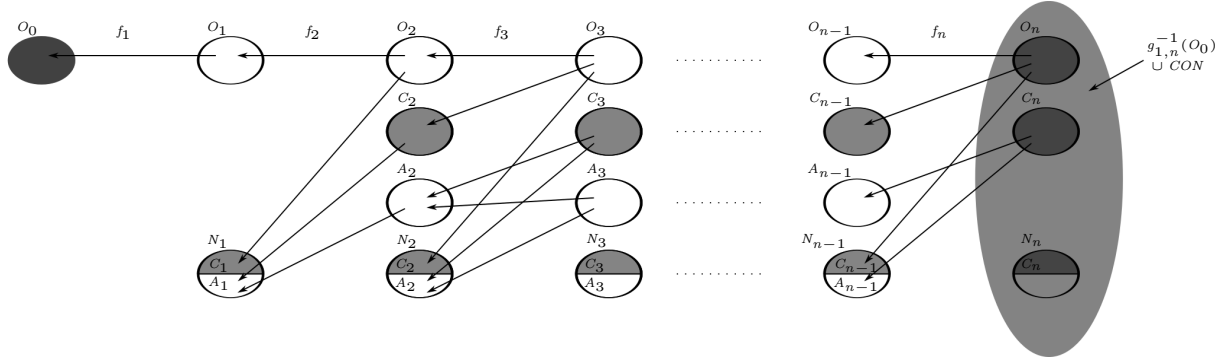 O_0 f_1 O_1 f_2 O_2 f_3 O_3 O_{n−1} f_n O_n
g_{1,n}^{−1}(O_0)
∪ CON
C_2 C_3 C_{n−1} C_n
A_2 A_3 A_{n−1}
N_1 N_2 N_3 N_{n−1} N_n
C_1 C_2 C_3 C_{n−1} C_n
A_1 A_2 A_3 A_{n−1}